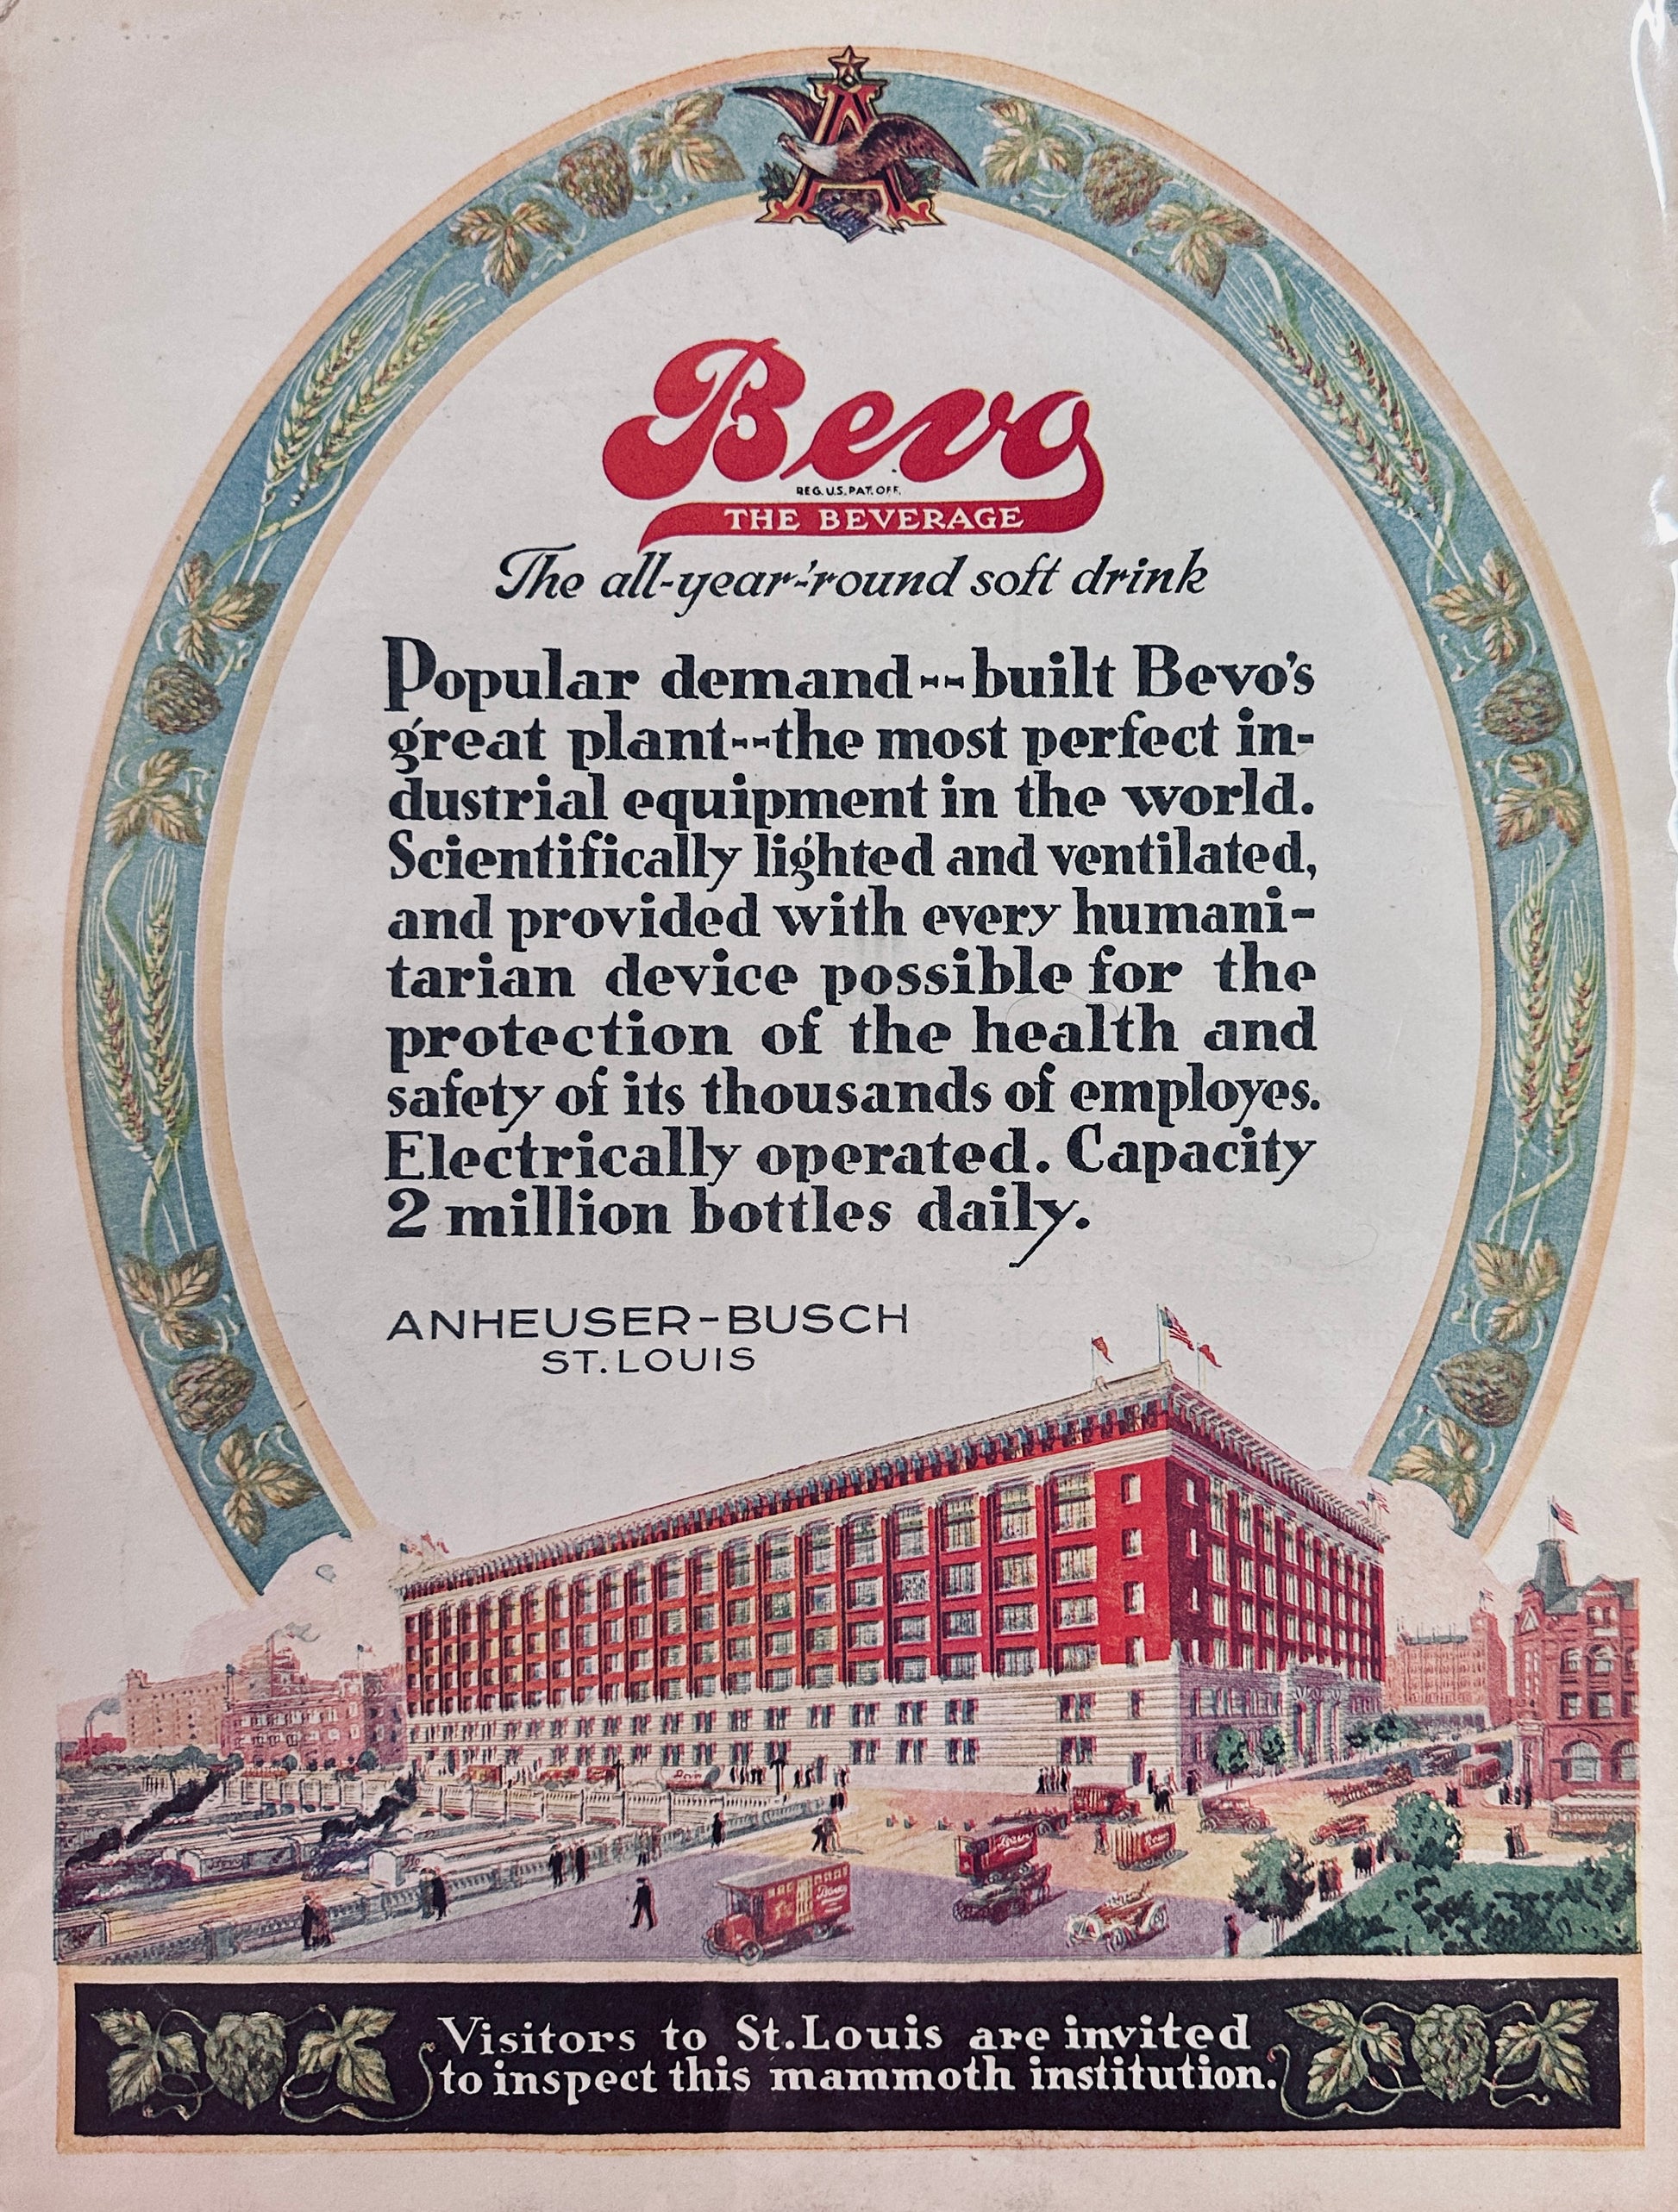 A
Bevo
REG. U.S. PAT. OFF.
THE BEVERAGE
The all-year-'round soft drink
Popular demand--built Bevo's
great plant--the most perfect in-
dustrial equipment in the world.
Scientifically lighted and ventilated,
and provided with every humani-
tarian device possible for the
protection of the health and
safety of its thousands of employes.
Electrically operated. Capacity
2 million bottles daily.
ANHEUSER-BUSCH
ST. LOUIS
Bevo
Visitors to St. Louis are invited
to inspect this mammoth institution.